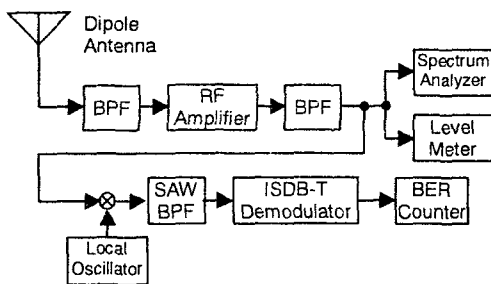 Dipole
Antenna
BPF
RF
Amplifier
BPF
Spectrum
Analyzer
Level
Meter
SAW
BPF
ISDB-T
Demodulator
BER
Counter
Local
Oscillator